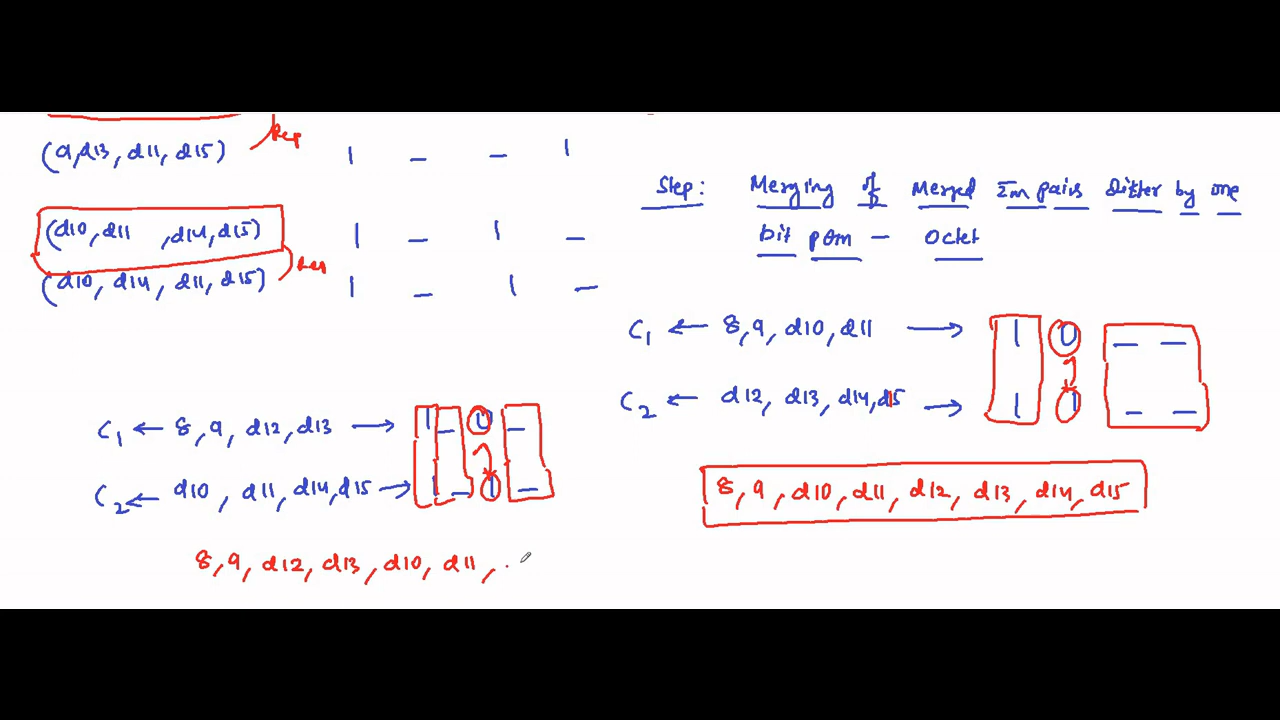 (9,d13, d11, d15) Rep 1 _ _ 1
(d10, d11 , d14, d15) 1 _ 1 _
(d10, d14, d11, d15) Rep 1 _ 1 _
C1 ← 8, 9, d12, d13 → 1 _ 0 _
C2 ← d10 , d11, d14, d15 → 1 _ 1 _
8, 9, d12, d13, d10, d11, .
Step: Merging of Merged Σm pairs differ by one
bit posn - Octet
C1 ← 8, 9, d10, d11 → 1 0 _ _
C2 ← d12, d13, d14, d15 → 1 1 _ _
8, 9, d10, d11, d12, d13, d14, d15